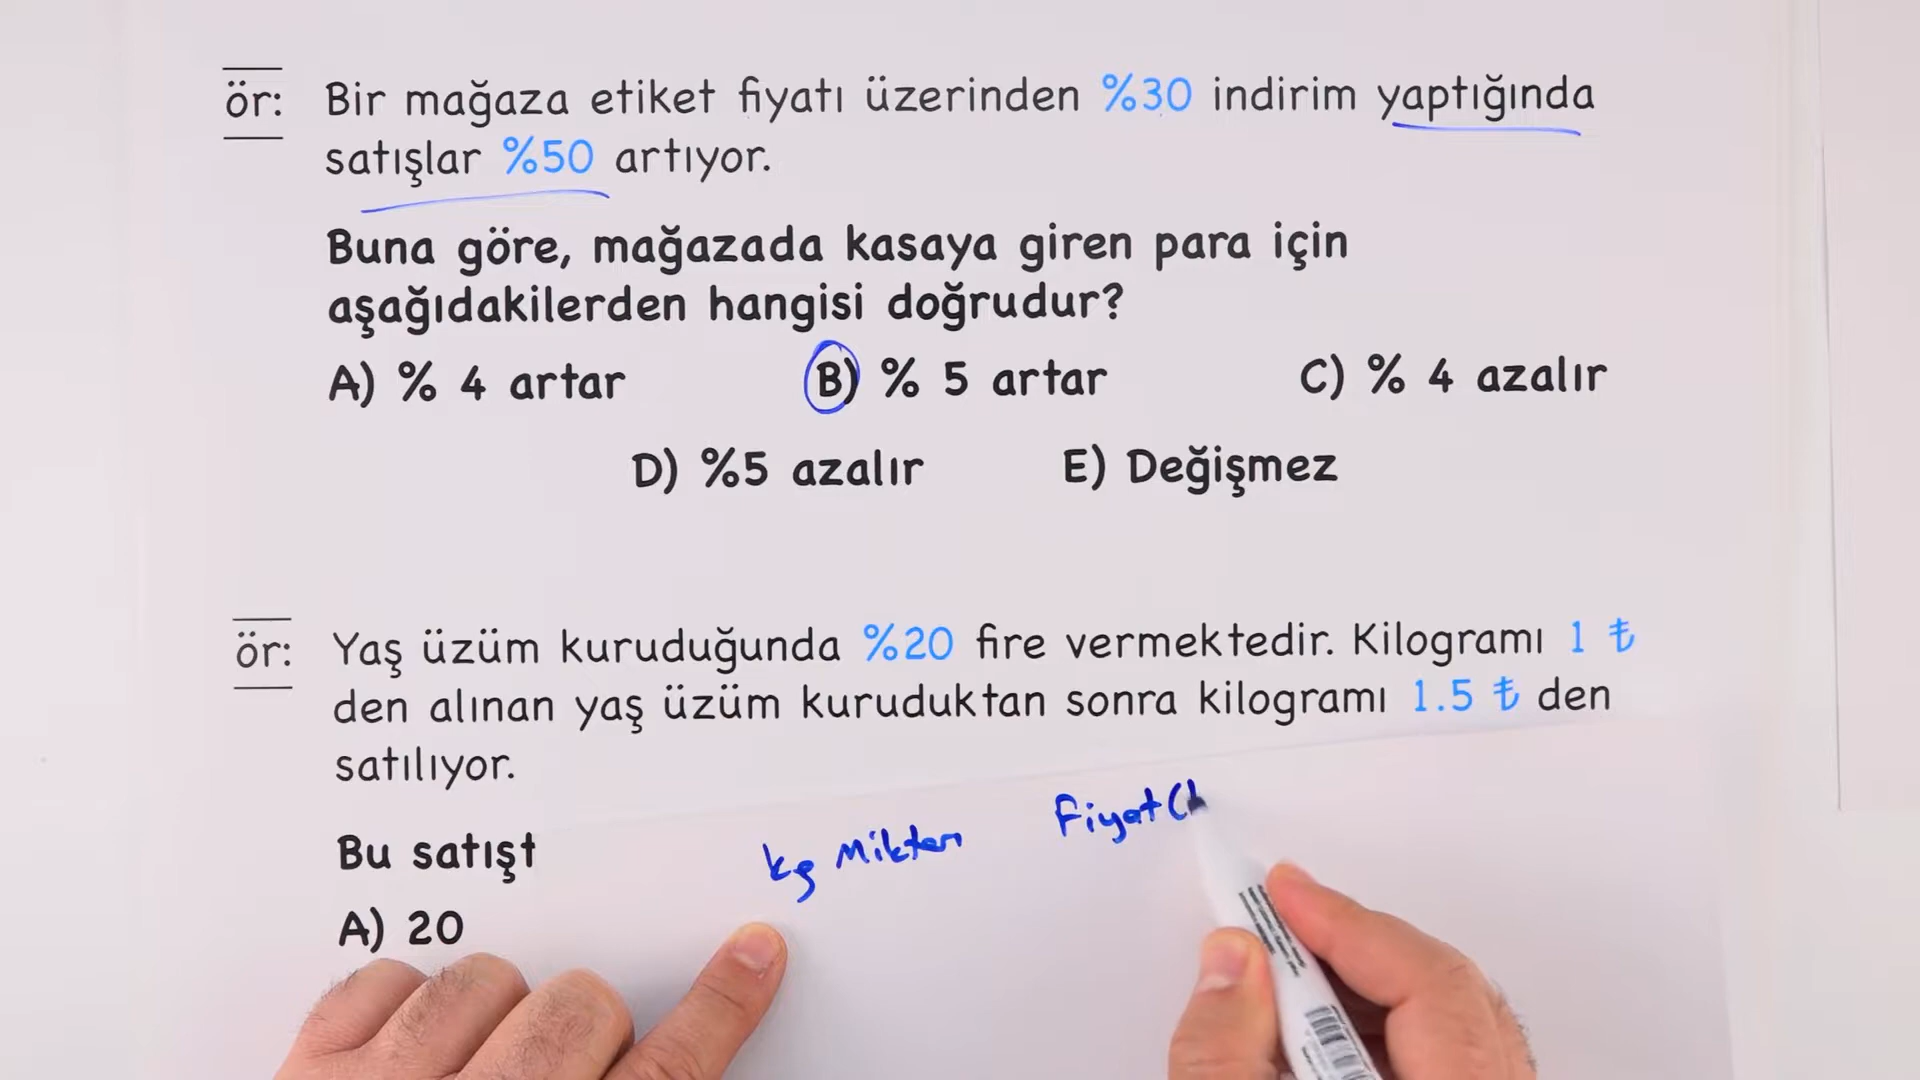 ör: Bir mağaza etiket fiyatı üzerinden %30 indirim yaptığında
satışlar %50 artıyor.
Buna göre, mağazada kasaya giren para için
aşağıdakilerden hangisi doğrudur?
A) % 4 artar B) % 5 artar C) % 4 azalır
D) %5 azalır E) Değişmez
ör: Yaş üzüm kuruduğunda %20 fire vermektedir. Kilogramı 1 ₺
den alınan yaş üzüm kuruduktan sonra kilogramı 1.5 ₺ den
satılıyor.
kg Miktarı Fiyat (
Bu satışt
A) 20